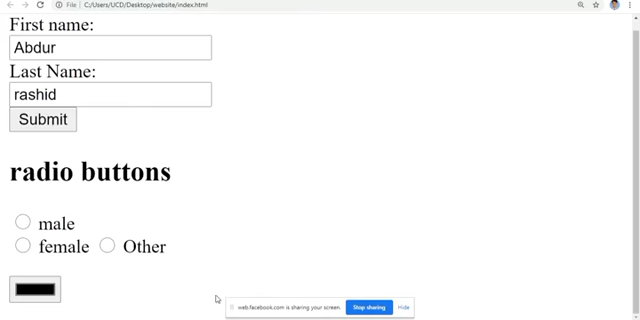 File | C:/Users/UCD/Desktop/website/index.html
First name:
Abdur
Last Name:
rashid
Submit
radio buttons
male
female Other
web.facebook.com is sharing your screen. Stop sharing Hide